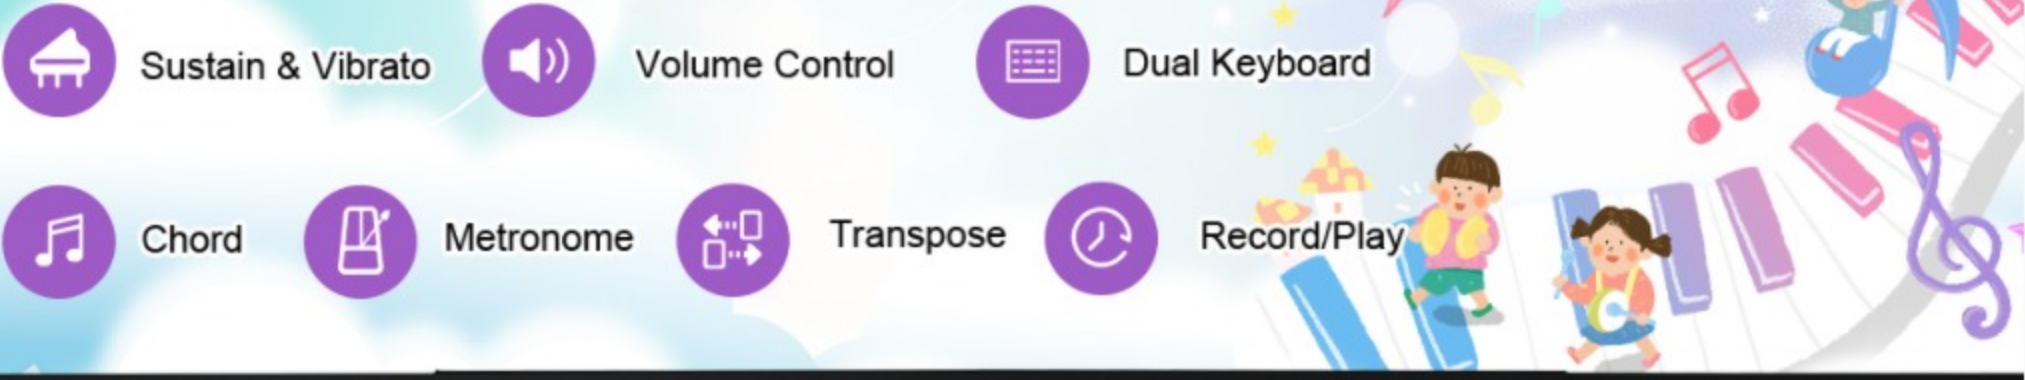 Sustain & Vibrato
Volume Control
Dual Keyboard
Chord
Metronome
Transpose
Record/Play